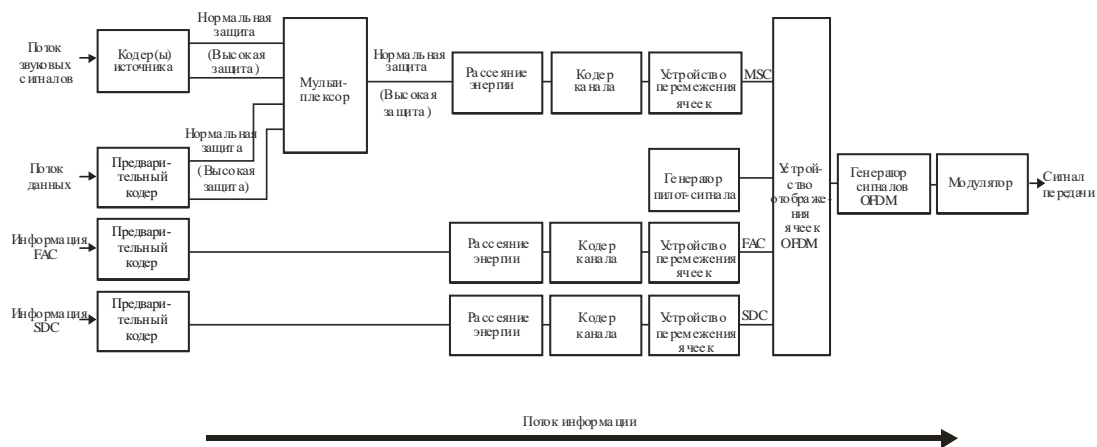 Поток
звуковых
сигналов
Кодер(ы)
источника
Нормальная
защита
(Высокая
защита)
Мульти-
плексор
Нормальная
защита
(Высокая
защита)
Рассеяние
энергии
Кодер
канала
Устройство
перемежения
ячеек
MSC
Поток
данных
Предвари-
тельный
кодер
Нормальная
защита
(Высокая
защита)
Генератор
пилот-сигнала
Устрой-
ство
отображе-
ния
ячеек
OFDM
Генератор
сигналов
OFDM
Модулятор
Сигнал
передачи
Информация
FAC
Предвари-
тельный
кодер
Рассеяние
энергии
Кодер
канала
Устройство
перемежения
ячеек
FAC
Информация
SDC
Предвари-
тельный
кодер
Рассеяние
энергии
Кодер
канала
Устройство
перемежения
ячеек
SDC
Поток информации